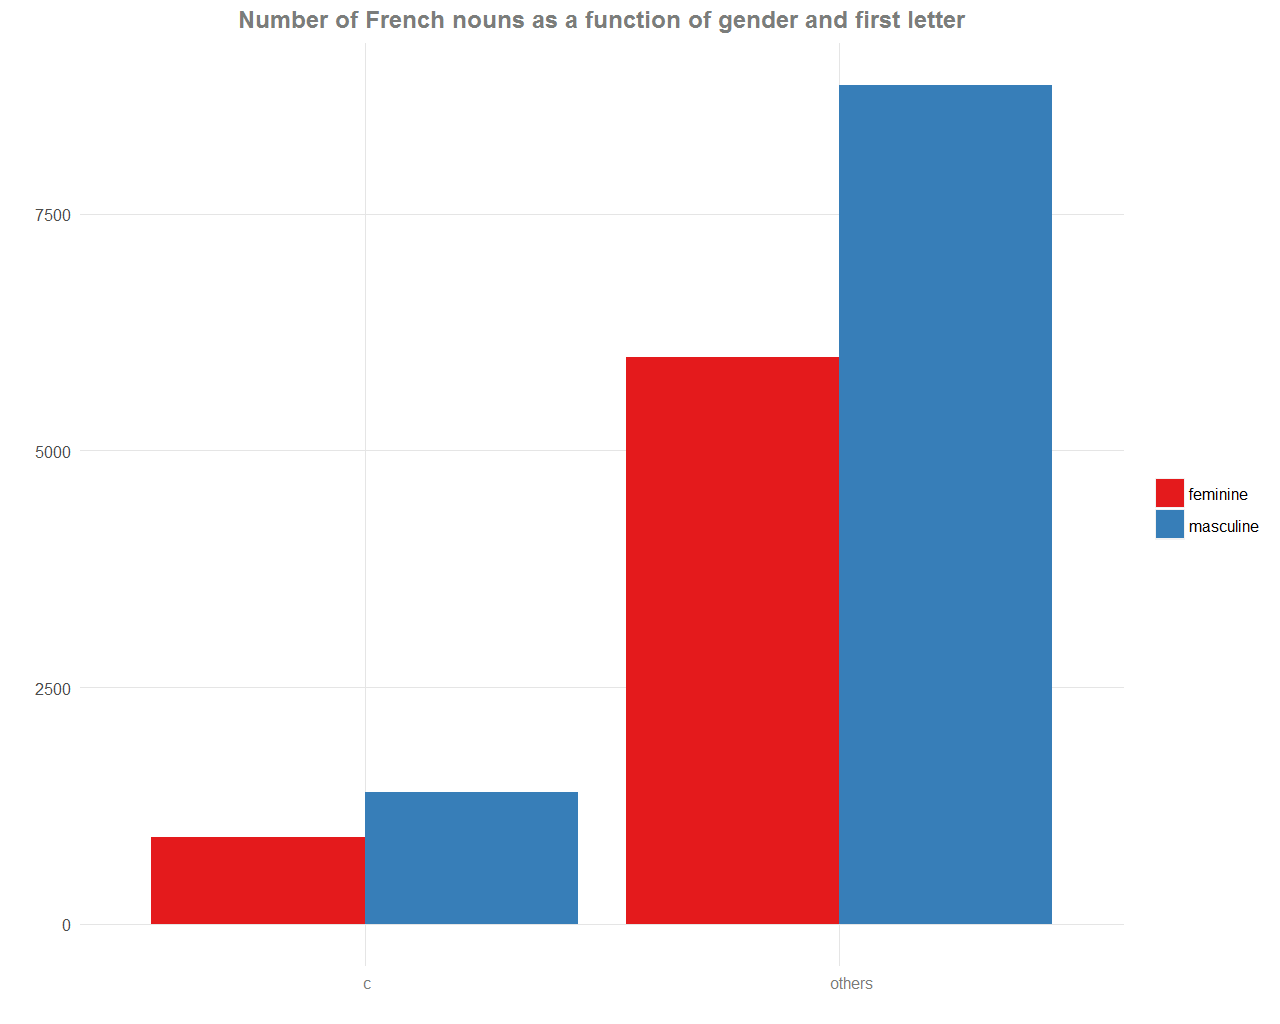 Number of French nouns as a function of gender and first letter
7500
5000
2500
0
c
others
feminine
masculine